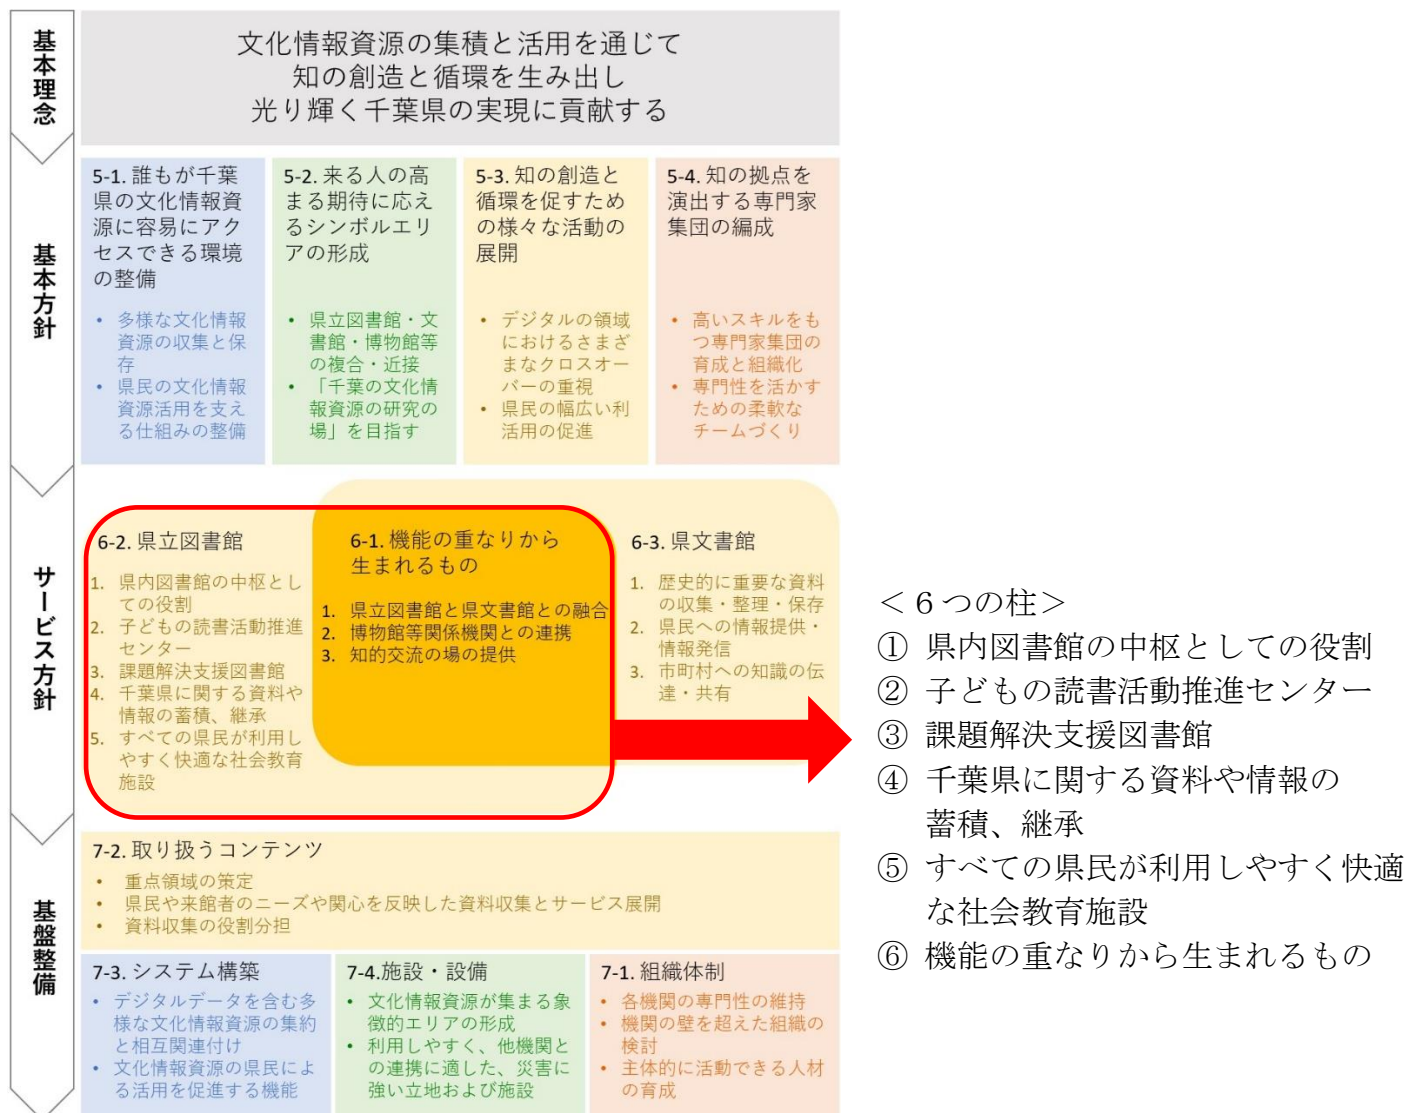 基本理念
文化情報資源の集積と活用を通じて
知の創造と循環を生み出し
光り輝く千葉県の実現に貢献する
基本方針
5-1. 誰もが千葉
県の文化情報資
源に容易にアク
セスできる環境
の整備
• 多様な文化情報
資源の収集と保
存
• 県民の文化情報
資源活用を支え
る仕組みの整備
5-2. 来る人の高
まる期待に応え
るシンボルエリ
アの形成
• 県立図書館・文
書館・博物館等
の複合・近接
• 「千葉の文化情
報資源の研究の
場」を目指す
5-3. 知の創造と
循環を促すため
の様々な活動の
展開
• デジタルの領域
におけるさまざ
まなクロスオー
バーの重視
• 県民の幅広い利
活用の促進
5-4. 知の拠点を
演出する専門家
集団の編成
• 高いスキルをも
つ専門家集団の
育成と組織化
• 専門性を活かす
ための柔軟な
チームづくり
サービス方針
6-2. 県立図書館
1. 県内図書館の中枢とし
ての役割
2. 子どもの読書活動推進
センター
3. 課題解決支援図書館
4. 千葉県に関する資料や
情報の蓄積、継承
5. すべての県民が利用し
やすく快適な社会教育
施設
6-1. 機能の重なりから
生まれるもの
1. 県立図書館と県文書館との融合
2. 博物館等関係機関との連携
3. 知的交流の場の提供
6-3. 県文書館
1. 歴史的に重要な資料
の収集・整理・保存
2. 県民への情報提供・
情報発信
3. 市町村への知識の伝
達・共有
＜６つの柱＞
① 県内図書館の中枢としての役割
② 子どもの読書活動推進センター
③ 課題解決支援図書館
④ 千葉県に関する資料や情報の
蓄積、継承
⑤ すべての県民が利用しやすく快適
な社会教育施設
⑥ 機能の重なりから生まれるもの
基盤整備
7-2. 取り扱うコンテンツ
• 重点領域の策定
• 県民や来館者のニーズや関心を反映した資料収集とサービス展開
• 資料収集の役割分担
7-3. システム構築
• デジタルデータを含む多
様な文化情報資源の集約
と相互関連付け
• 文化情報資源の県民によ
る活用を促進する機能
7-4.施設・設備
• 文化情報資源が集まる象
徴的エリアの形成
• 利用しやすく、他機関と
の連携に適した、災害に
強い立地および施設
7-1. 組織体制
• 各機関の専門性の維持
• 機関の壁を超えた組織の
検討
• 主体的に活動できる人材
の育成